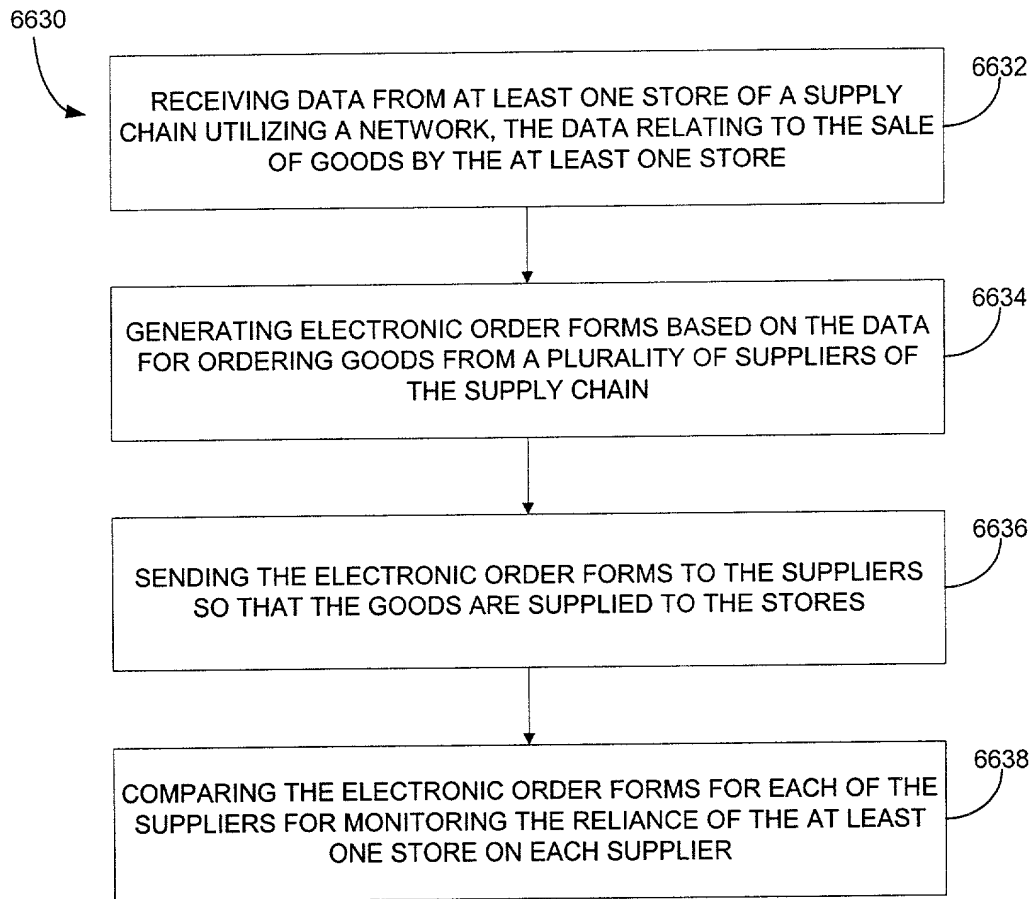 6630
6632
RECEIVING DATA FROM AT LEAST ONE STORE OF A SUPPLY
CHAIN UTILIZING A NETWORK, THE DATA RELATING TO THE SALE
OF GOODS BY THE AT LEAST ONE STORE
6634
GENERATING ELECTRONIC ORDER FORMS BASED ON THE DATA
FOR ORDERING GOODS FROM A PLURALITY OF SUPPLIERS OF
THE SUPPLY CHAIN
6636
SENDING THE ELECTRONIC ORDER FORMS TO THE SUPPLIERS
SO THAT THE GOODS ARE SUPPLIED TO THE STORES
6638
COMPARING THE ELECTRONIC ORDER FORMS FOR EACH OF THE
SUPPLIERS FOR MONITORING THE RELIANCE OF THE AT LEAST
ONE STORE ON EACH SUPPLIER